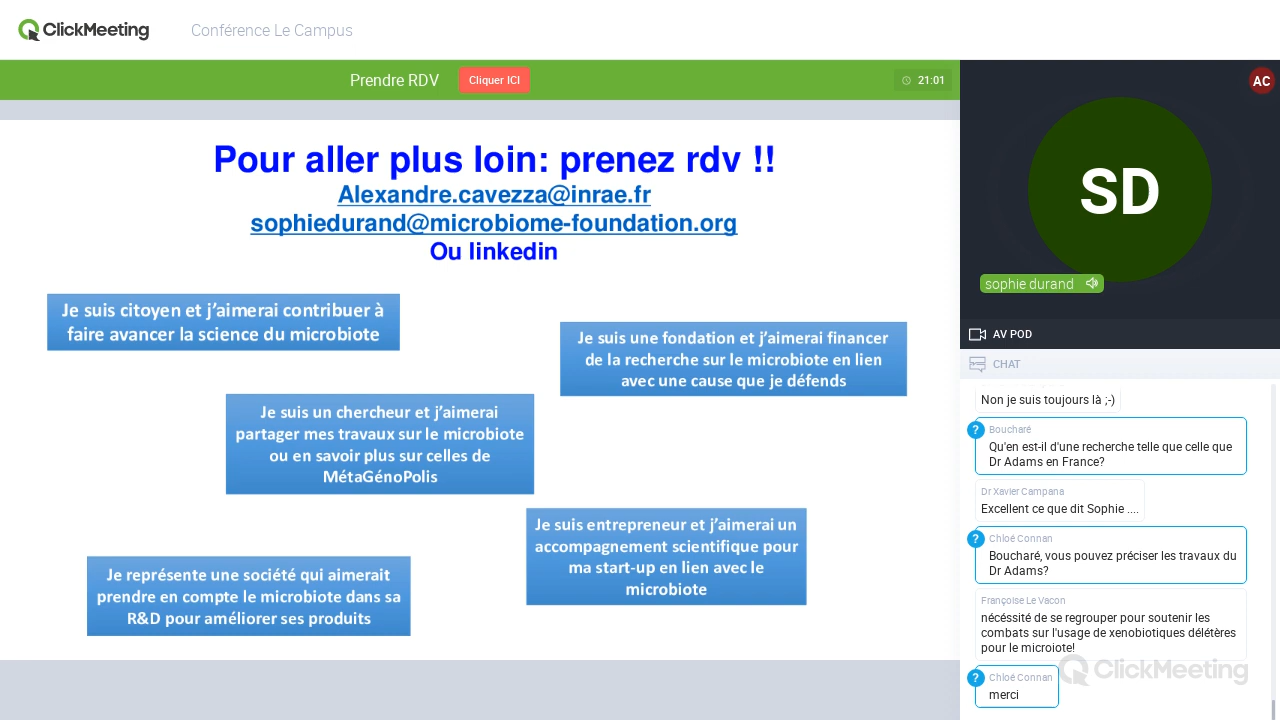 ClickMeeting
Conférence Le Campus
Prendre RDV
Cliquer ICI
21:01
Pour aller plus loin: prenez rdv !!
Alexandre.cavezza@inrae.fr
sophiedurand@microbiome-foundation.org
Ou linkedin
Je suis citoyen et j'aimerai contribuer à
faire avancer la science du microbiote
Je suis une fondation et j'aimerai financer
de la recherche sur le microbiote en lien
avec une cause que je défends
Je suis un chercheur et j'aimerai
partager mes travaux sur le microbiote
ou en savoir plus sur celles de
MétaGénoPolis
Je suis entrepreneur et j'aimerai un
accompagnement scientifique pour
ma start-up en lien avec le
microbiote
Je représente une société qui aimerait
prendre en compte le microbiote dans sa
R&D pour améliorer ses produits
AC
SD
sophie durand
AV POD
CHAT
Non je suis toujours là ;-)
?
Boucharé
Qu'en est-il d'une recherche telle que celle que
Dr Adams en France?
Dr Xavier Campana
Excellent ce que dit Sophie ....
?
Chloé Connan
Boucharé, vous pouvez préciser les travaux du
Dr Adams?
Françoise Le Vacon
nécéssité de se regrouper pour soutenir les
combats sur l'usage de xenobiotiques délétères
pour le microiote!
ClickMeeting
?
Chloé Connan
merci